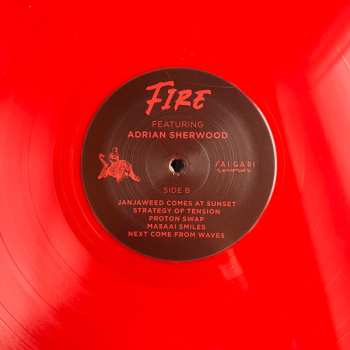 FIRE
FEATURING
ADRIAN SHERWOOD
SALGARI
RECORDS
SIDE B
JANJAWEED COMES AT SUNSET
STRATEGY OF TENSION
PROTON SWAP
MASAAI SMILES
NEXT COME FROM WAVES